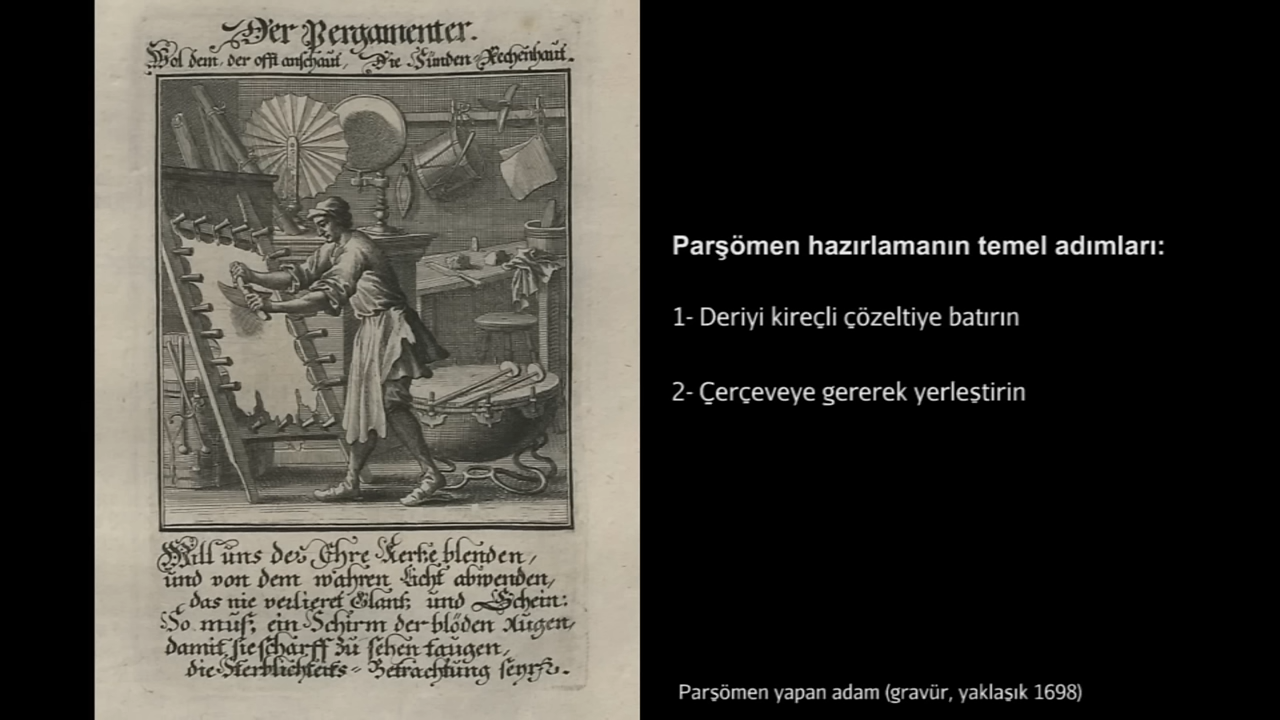 Der Pergamenter.
Wol dem, der offt anschaut, Die Sünden-Rechenhaut.
Will uns des Ehre Kertze blenden,
und von dem wahren Licht abwenden,
das nie verlieret Glantz und Schein:
So muß, ein Schirm der blöden Augen,
damit sie scharff zu sehen taugen,
die Sterblichkeits-Betrachtung seyn.
Parşömen hazırlamanın temel adımları:
1- Deriyi kireçli çözeltiye batırın
2- Çerçeveye gererek yerleştirin
Parşömen yapan adam (gravür, yaklaşık 1698)